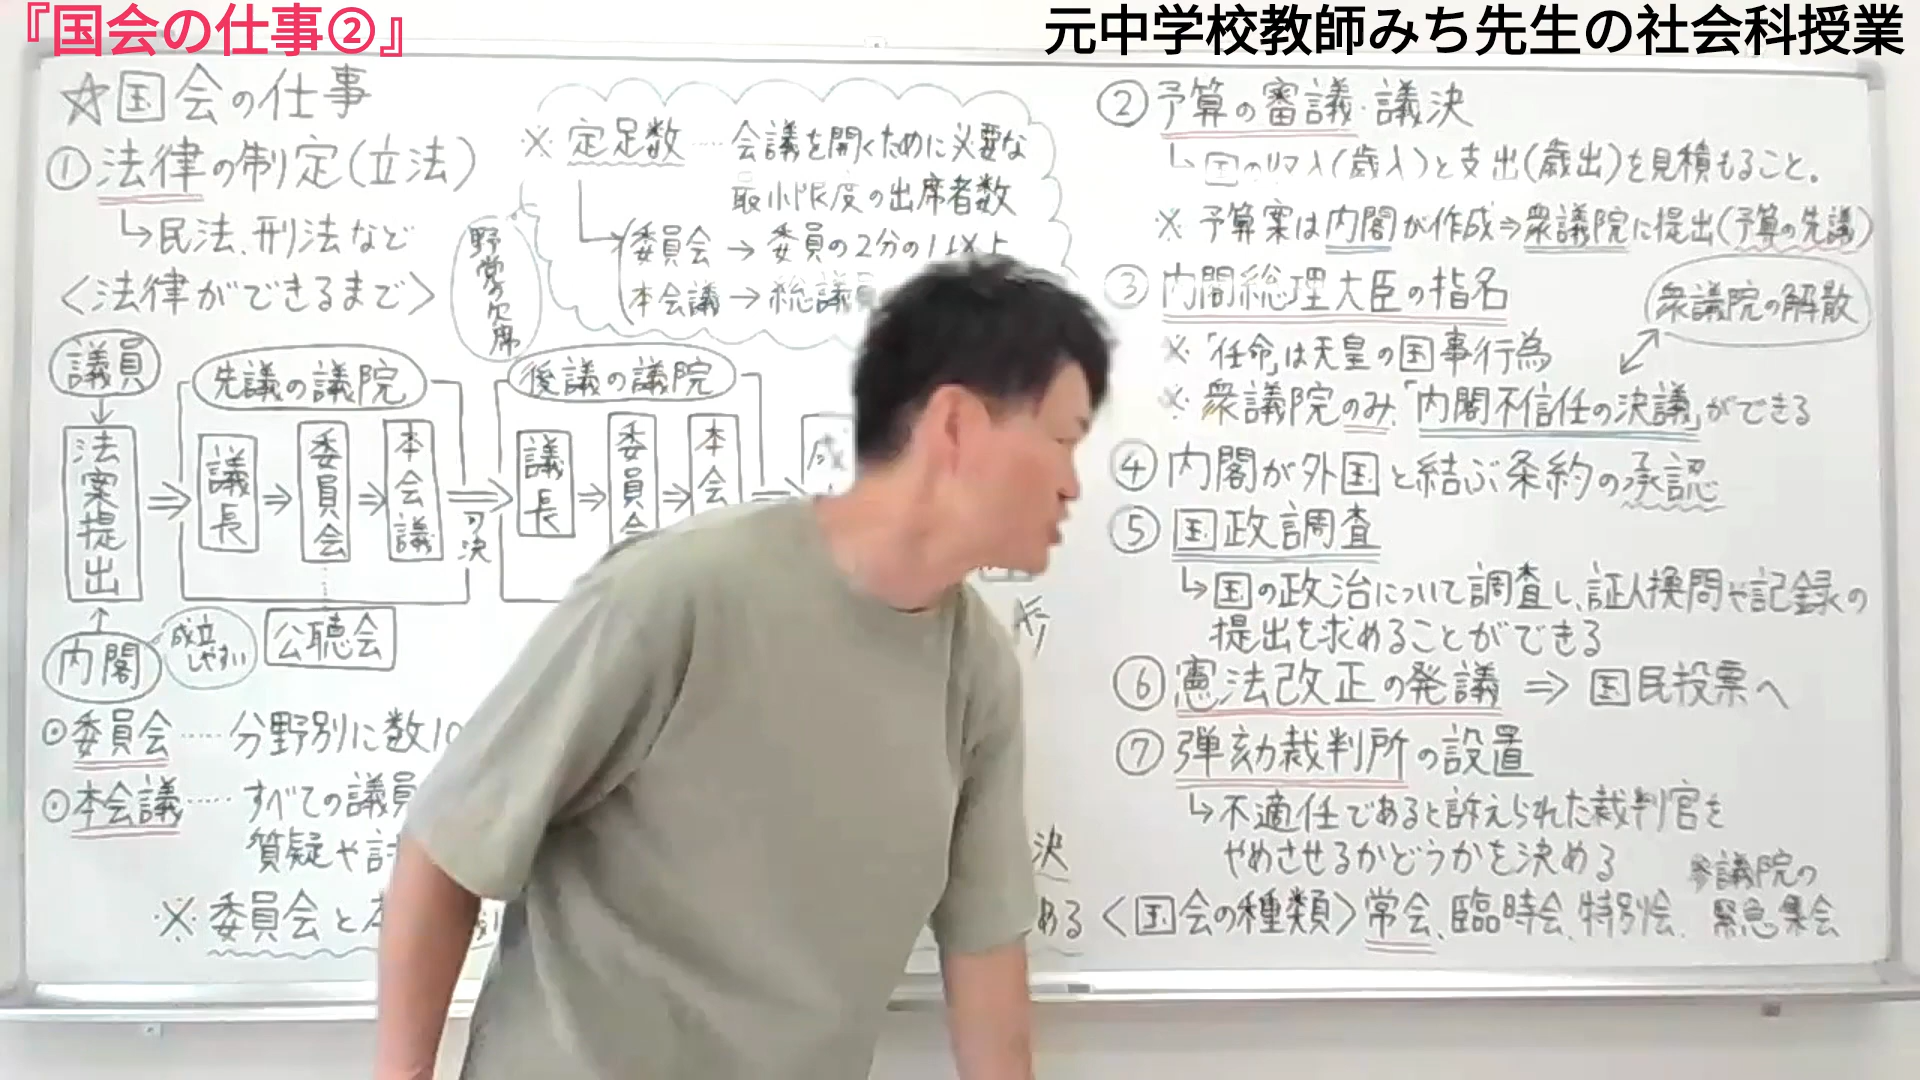 『国会の仕事②』
元中学校教師みち先生の社会科授業
☆国会の仕事
①法律の制定(立法)
↳民法、刑法など
<法律ができるまで>
※定足数……会議を開くために必要な
最小限度の出席者数
委員会→委員の2分の1以上
本会議→総議員
野党の欠席
議員
先議の議院
後議の議院
法案提出
⇒
議長
⇒
委員会
⇒
本会議
⇒
可決
議長
⇒
委員会
⇒
本会
⇒
成
内閣
成立しやすい
公聴会
◎委員会……分野別に数10
◎本会議……すべての議員
質疑や討
決
※委員会と本
ある
②予算の審議・議決
↳国の収入(歳入)と支出(歳出)を見積もること。
※予算案は内閣が作成⇒衆議院に提出(予算の先議)
③内閣総理大臣の指名
衆議院の解散
※「任命」は天皇の国事行為
※衆議院のみ、「内閣不信任の決議」ができる
④内閣が外国と結ぶ条約の承認
⑤国政調査
↳国の政治について調査し、証人換問や記録の
提出を求めることができる
⑥憲法改正の発議⇒国民投票へ
⑦弾劾裁判所の設置
↳不適任であると訴えられた裁判官を
やめさせるかどうかを決める
<国会の種類>常会、臨時会、特別会、
参議院の
緊急集会